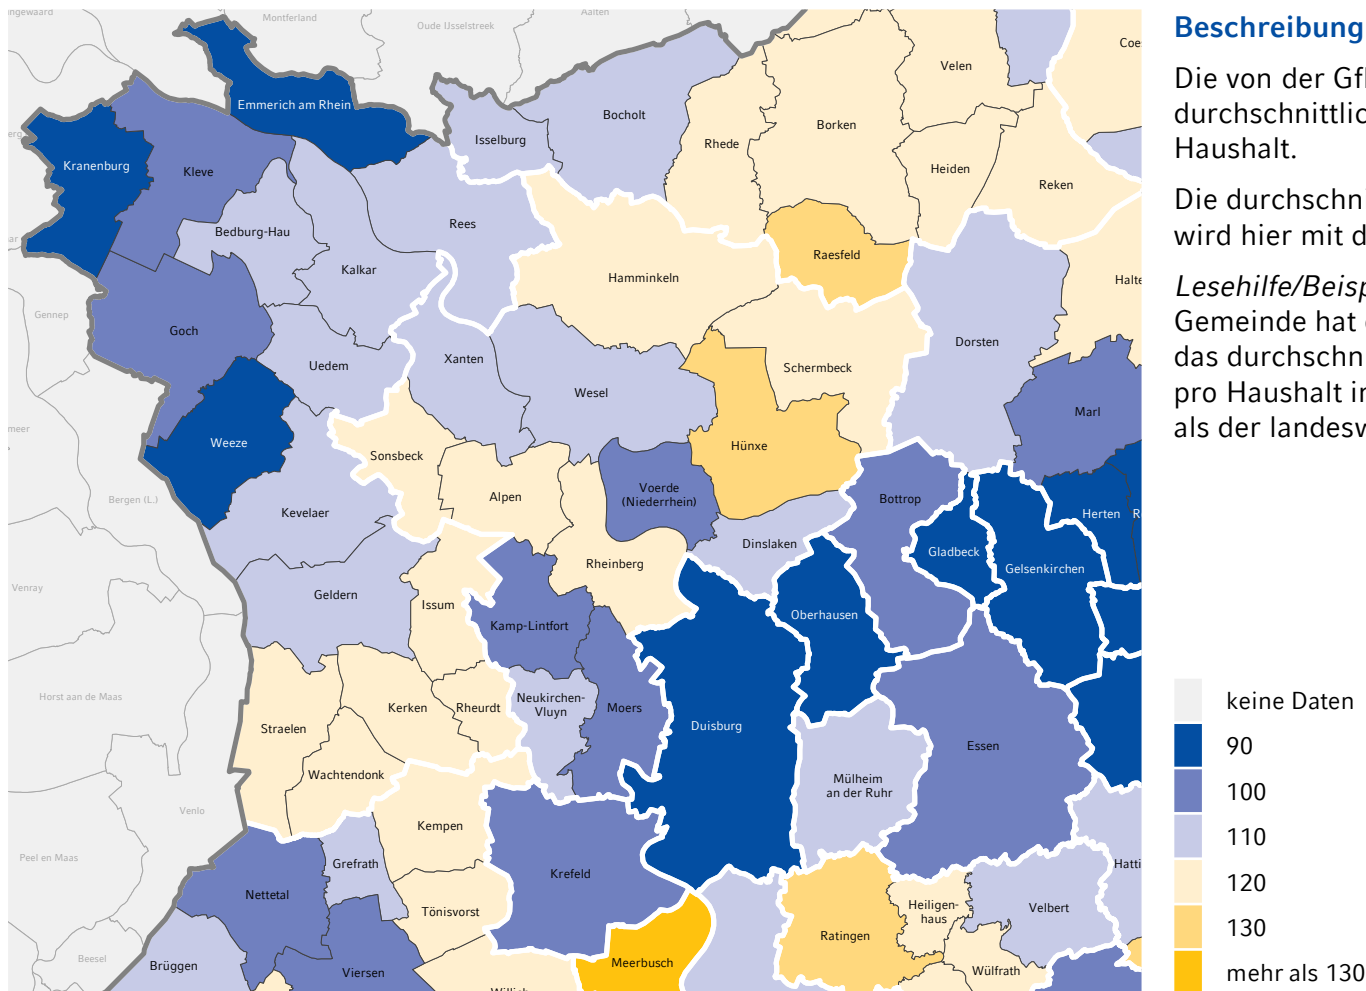 ngewaard
Montferland
Oude IJsselstreek
Aalten
Emmerich am Rhein
Isselburg
Bocholt
Rhede
Borken
Velen
Coes
Heiden
Reken
Kranenburg
Kleve
Bedburg-Hau
Rees
Kalkar
Hamminkeln
Raesfeld
Halte
Gennep
Goch
Uedem
Xanten
Wesel
Schermbeck
Dorsten
Marl
meer
Weeze
Sonsbeck
Hünxe
Bergen (L.)
Kevelaer
Alpen
Voerde
(Niederrhein)
Bottrop
Herten
R
Dinslaken
Gladbeck
Gelsenkirchen
Venray
Geldern
Issum
Rheinberg
Kamp-Lintfort
Oberhausen
Horst aan de Maas
Straelen
Kerken
Rheurdt
Neukirchen-
Vluyn
Moers
Duisburg
Essen
Wachtendonk
Mülheim
an der Ruhr
Venlo
Kempen
Peel en Maas
Grefrath
Krefeld
Hatti
Nettetal
Tönisvorst
Heiligen-
haus
Velbert
Ratingen
Beesel
Brüggen
Viersen
Meerbusch
Wülfrath
Willich
Beschreibung
Die von der Gf
durchschnittlic
Haushalt.
Die durchschn
wird hier mit d
Lesehilfe/Beisp
Gemeinde hat
das durchschn
pro Haushalt i
als der landesw
keine Daten
90
100
110
120
130
mehr als 130